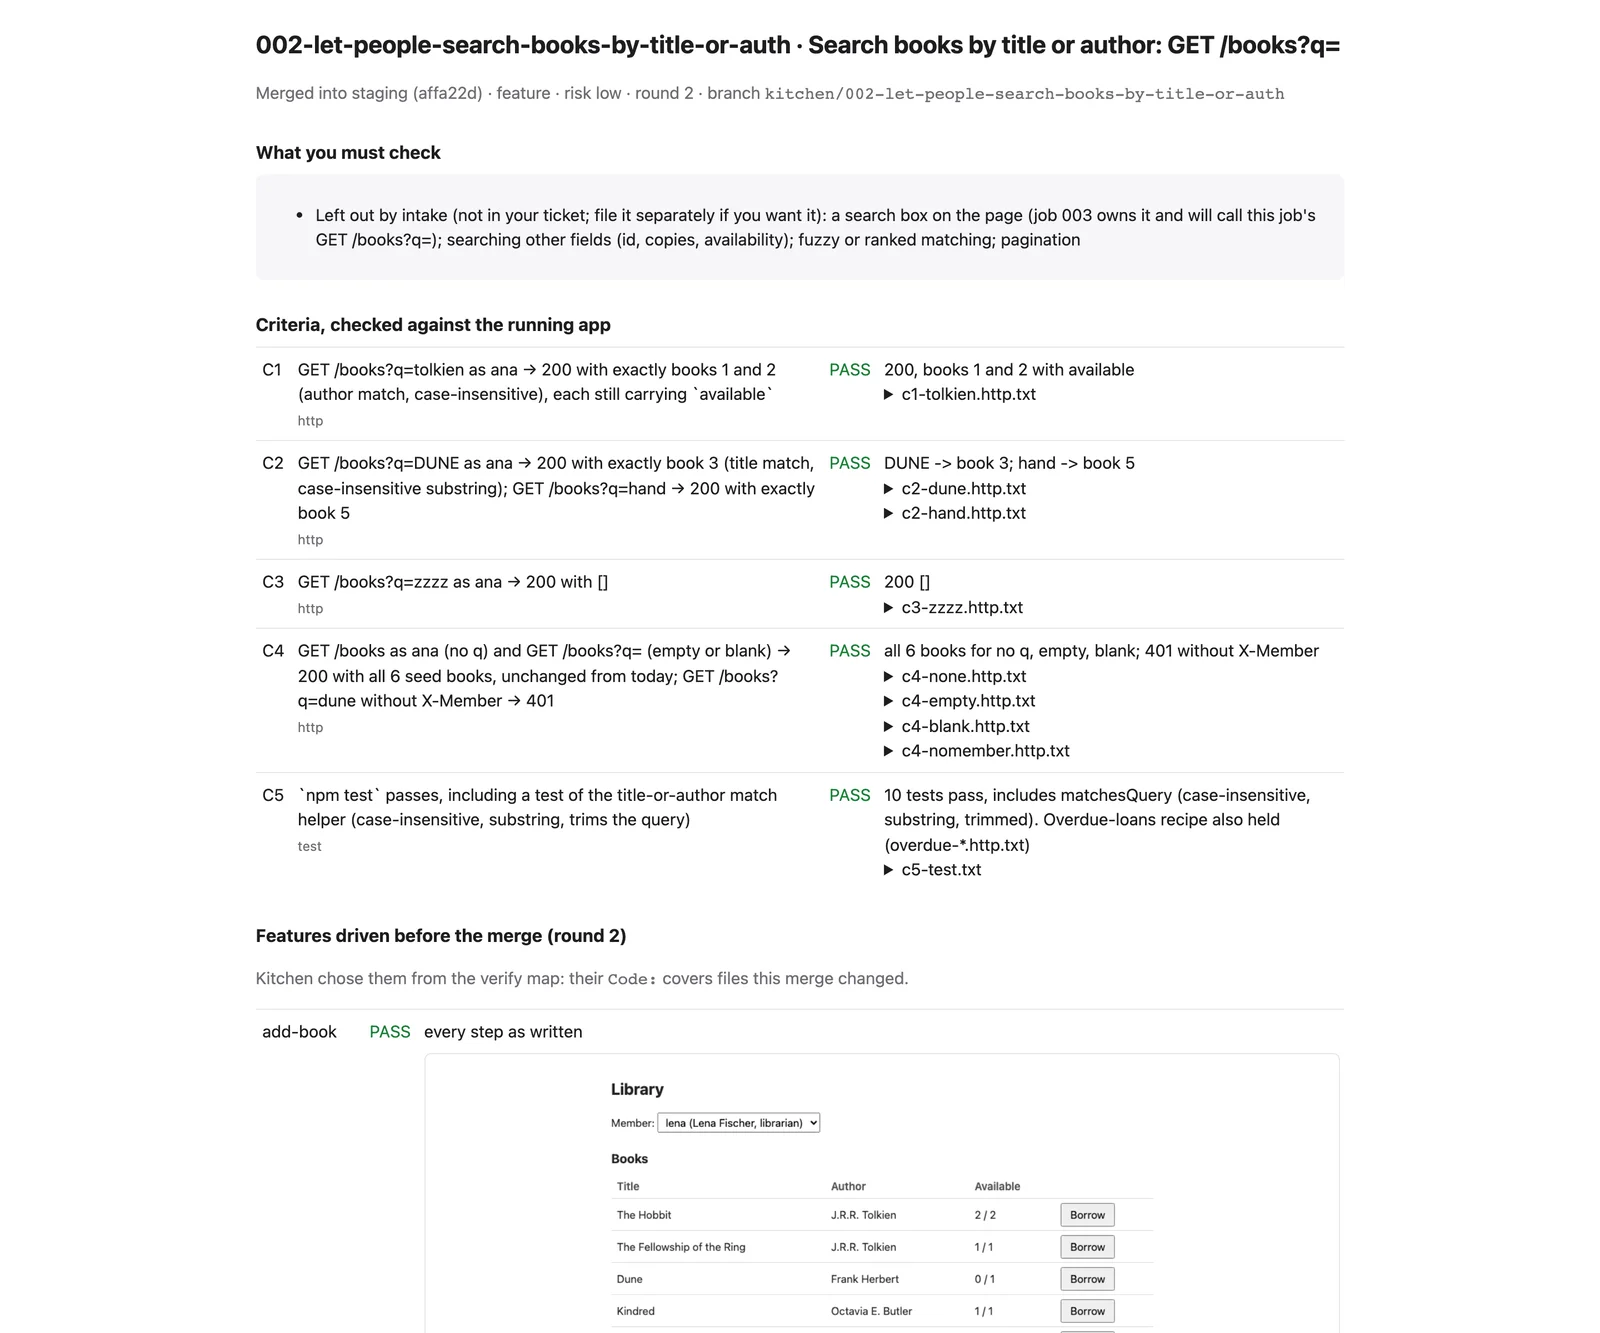 002-let-people-search-books-by-title-or-auth · Search books by title or author: GET /books?q=
Merged into staging (affa22d) · feature · risk low · round 2 · branch kitchen/002-let-people-search-books-by-title-or-auth
What you must check
• Left out by intake (not in your ticket; file it separately if you want it): a search box on the page (job 003 owns it and will call this job's
GET /books?q=); searching other fields (id, copies, availability); fuzzy or ranked matching; pagination
Criteria, checked against the running app
C1 GET /books?q=tolkien as ana → 200 with exactly books 1 and 2
(author match, case-insensitive), each still carrying `available`
http
PASS 200, books 1 and 2 with available
▶ c1-tolkien.http.txt
C2 GET /books?q=DUNE as ana → 200 with exactly book 3 (title match,
case-insensitive substring); GET /books?q=hand → 200 with exactly
book 5
http
PASS DUNE -> book 3; hand -> book 5
▶ c2-dune.http.txt
▶ c2-hand.http.txt
C3 GET /books?q=zzzz as ana → 200 with []
http
PASS 200 []
▶ c3-zzzz.http.txt
C4 GET /books as ana (no q) and GET /books?q= (empty or blank) →
200 with all 6 seed books, unchanged from today; GET /books?
q=dune without X-Member → 401
http
PASS all 6 books for no q, empty, blank; 401 without X-Member
▶ c4-none.http.txt
▶ c4-empty.http.txt
▶ c4-blank.http.txt
▶ c4-nomember.http.txt
C5 `npm test` passes, including a test of the title-or-author match
helper (case-insensitive, substring, trims the query)
test
PASS 10 tests pass, includes matchesQuery (case-insensitive,
substring, trimmed). Overdue-loans recipe also held
(overdue-*.http.txt)
▶ c5-test.txt
Features driven before the merge (round 2)
Kitchen chose them from the verify map: their Code: covers files this merge changed.
add-book PASS every step as written
Library
Member: lena (Lena Fischer, librarian)
Books
Title Author Available
The Hobbit J.R.R. Tolkien 2 / 2 Borrow
The Fellowship of the Ring J.R.R. Tolkien 1 / 1 Borrow
Dune Frank Herbert 0 / 1 Borrow
Kindred Octavia E. Butler 1 / 1 Borrow